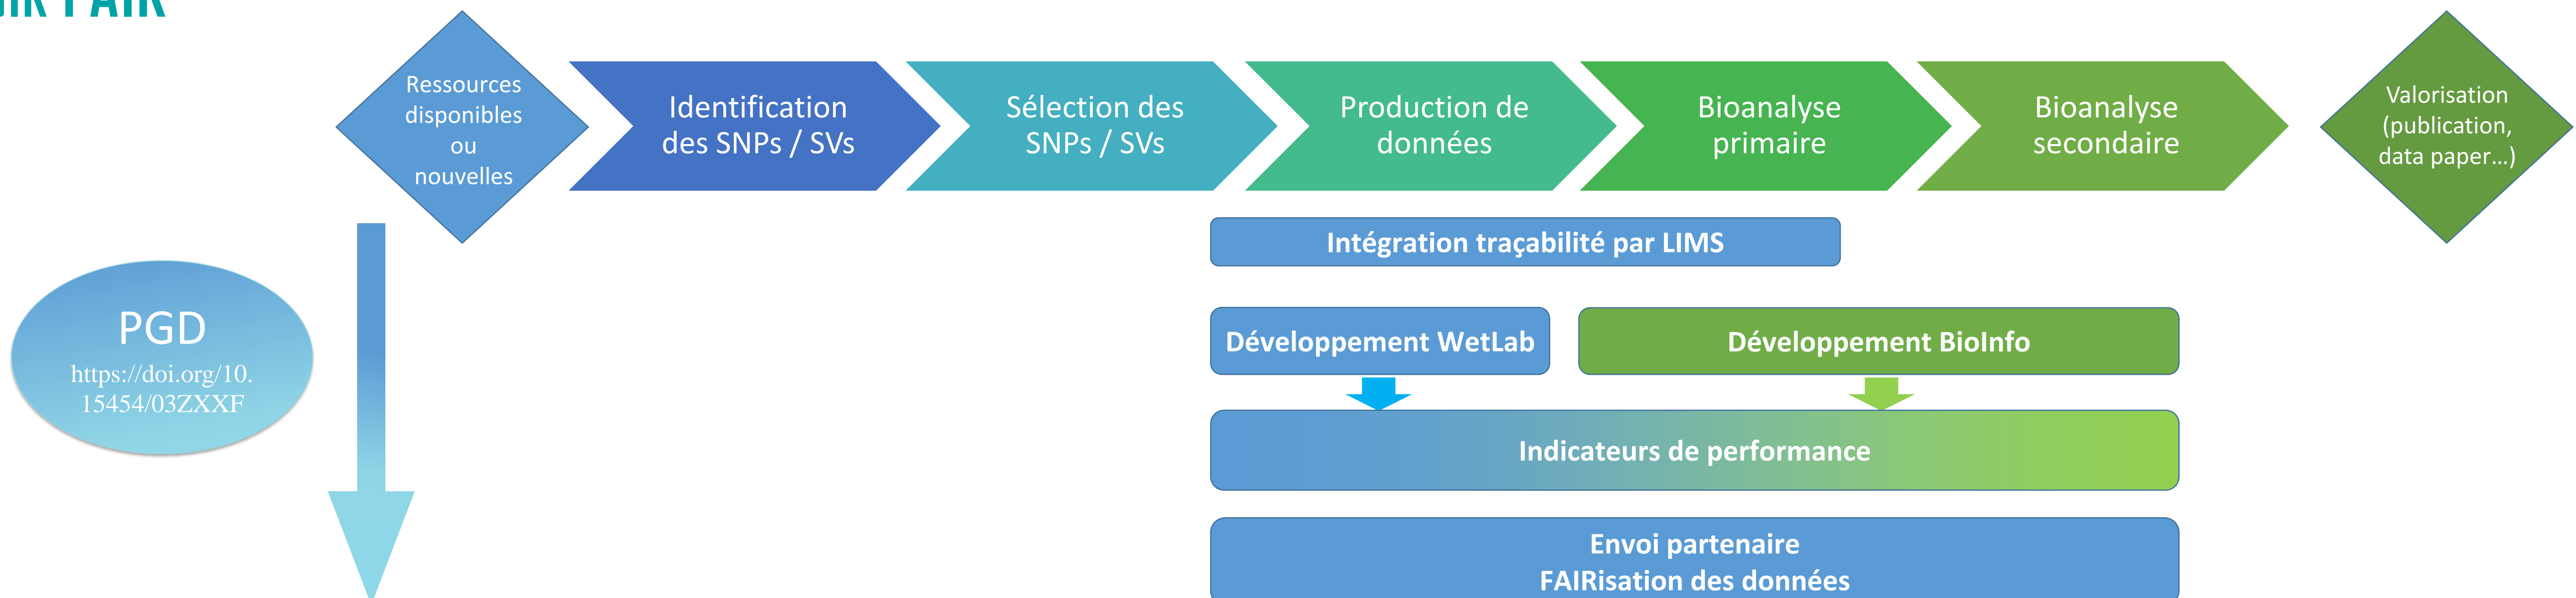 FAIR
Ressources
disponibles
ou
nouvelles
Identification
des SNPs / SVs
Sélection des
SNPs / SVs
Production de
données
Bioanalyse
primaire
Bioanalyse
secondaire
Valorisation
(publication,
data paper…)
Intégration traçabilité par LIMS
PGD
https://doi.org/10.
15454/03ZXXF
Développement WetLab
Développement BioInfo
Indicateurs de performance
Envoi partenaire
FAIRisation des données